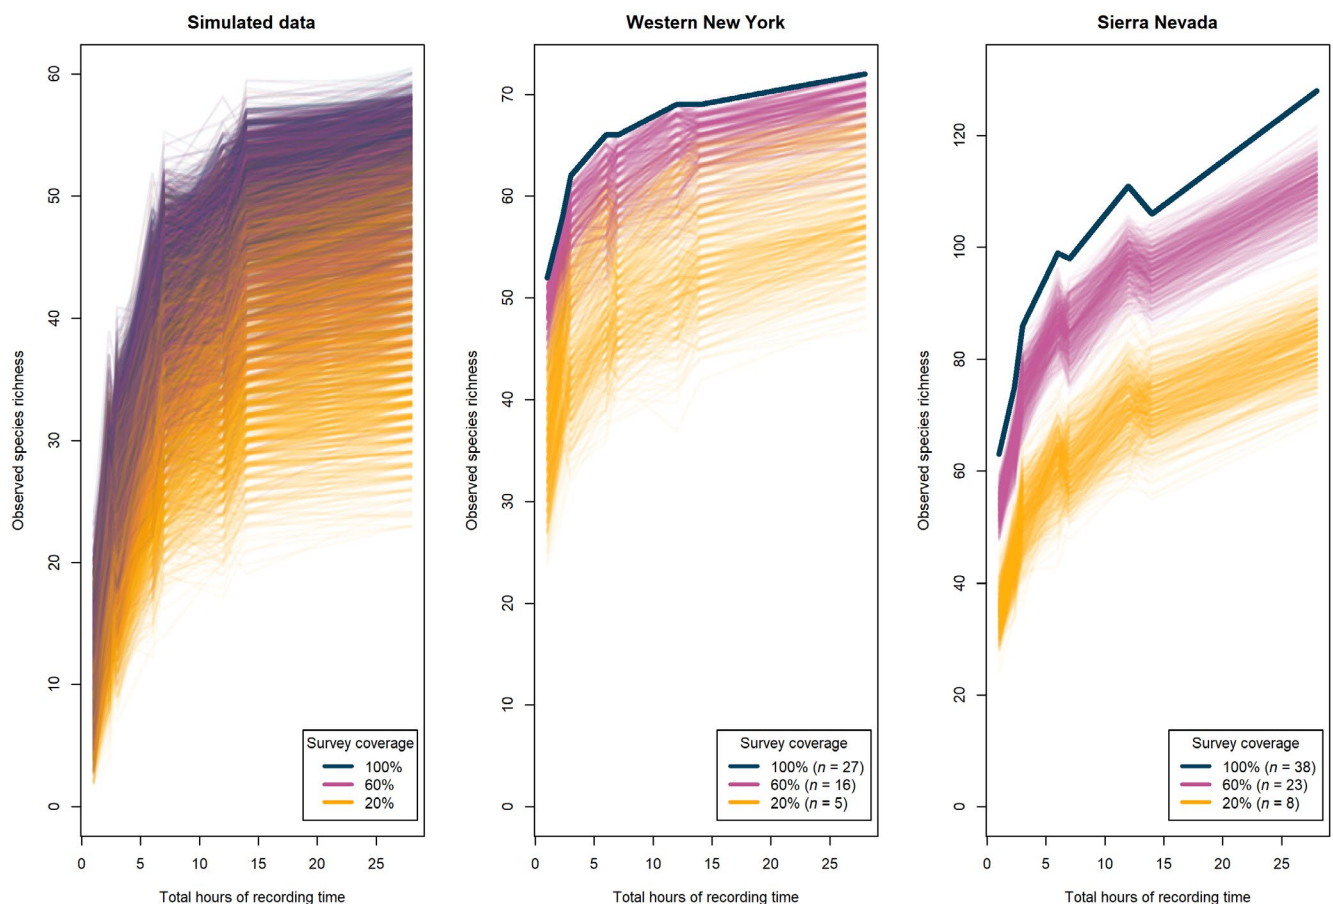 Simulated data
Observed species richness
60
50
40
30
20
10
0
Survey coverage
100%
60%
20%
0 5 10 15 20 25
Total hours of recording time
Western New York
Observed species richness
70
60
50
40
30
20
10
0
Survey coverage
100% (n = 27)
60% (n = 16)
20% (n = 5)
0 5 10 15 20 25
Total hours of recording time
Sierra Nevada
Observed species richness
120
100
80
60
40
20
0
Survey coverage
100% (n = 38)
60% (n = 23)
20% (n = 8)
0 5 10 15 20 25
Total hours of recording time